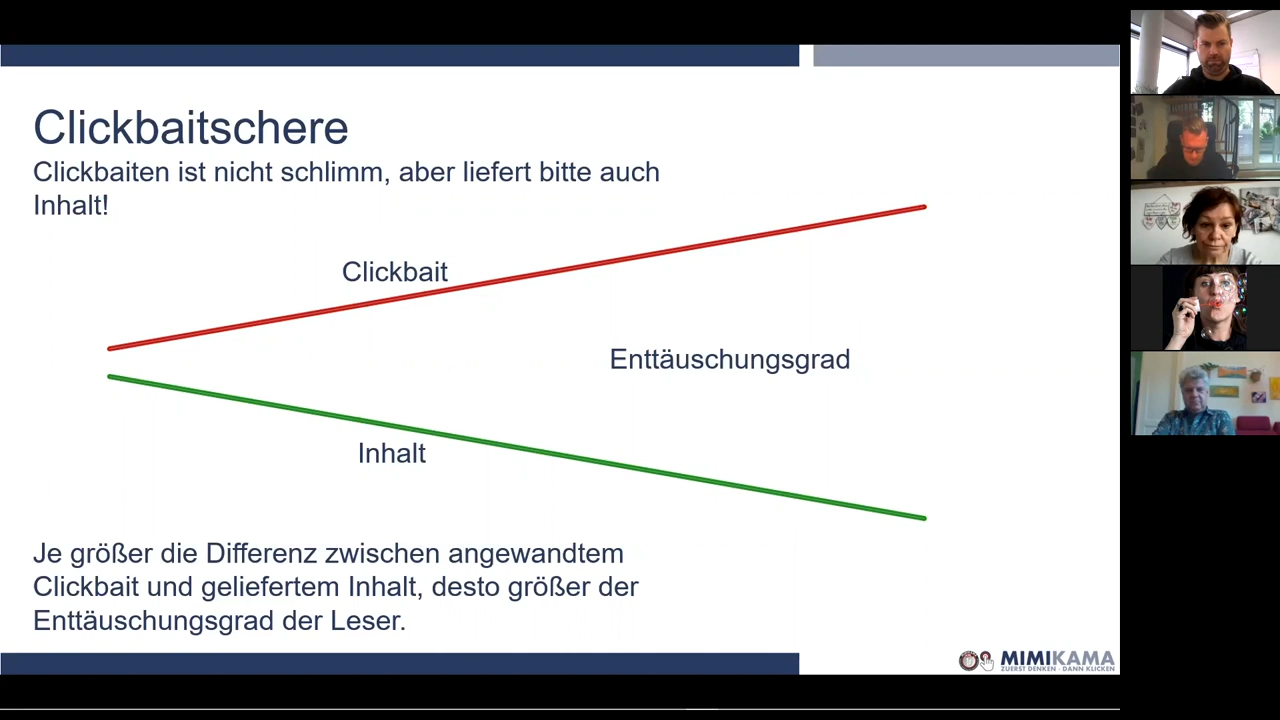 Clickbaitschere
Clickbaiten ist nicht schlimm, aber liefert bitte auch
Inhalt!
Clickbait
Enttäuschungsgrad
Inhalt
Je größer die Differenz zwischen angewandtem
Clickbait und geliefertem Inhalt, desto größer der
Enttäuschungsgrad der Leser.
MIMIKAMA
ZUERST DENKEN - DANN KLICKEN